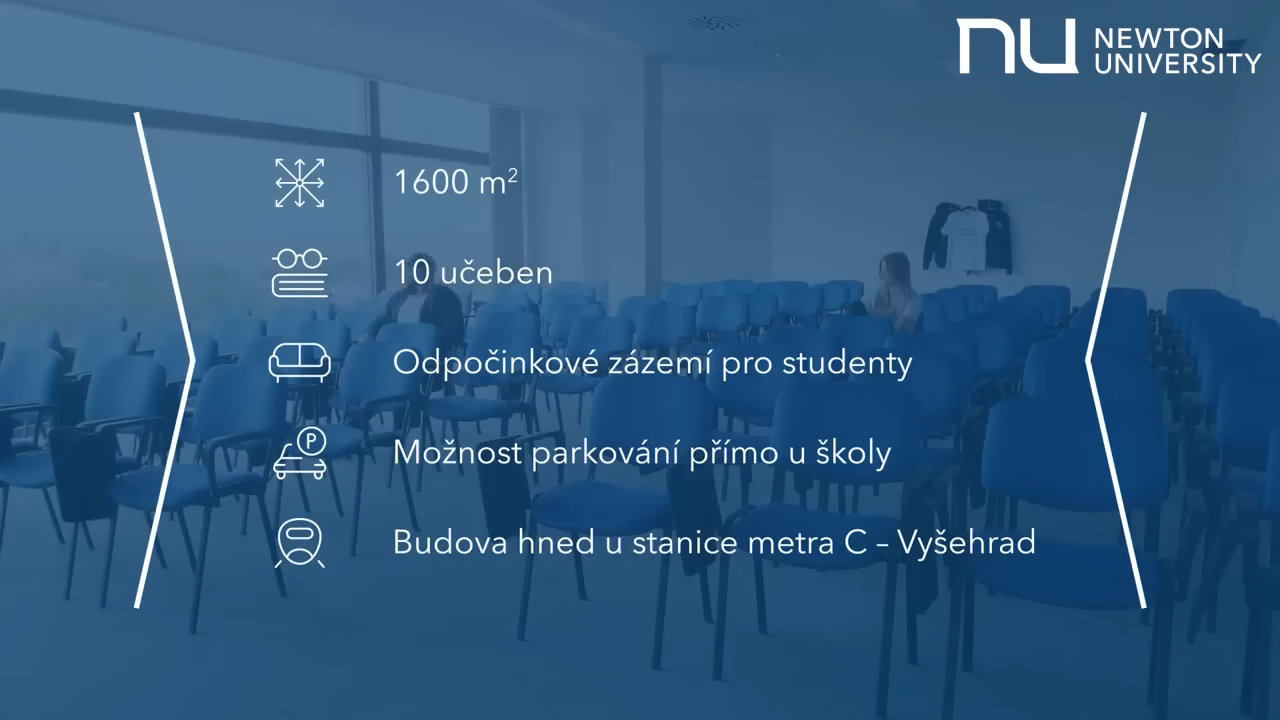 NU NEWTON
UNIVERSITY
1600 m²
10 učeben
Odpočinkové zázemí pro studenty
P
Možnost parkování přímo u školy
Budova hned u stanice metra C – Vyšehrad